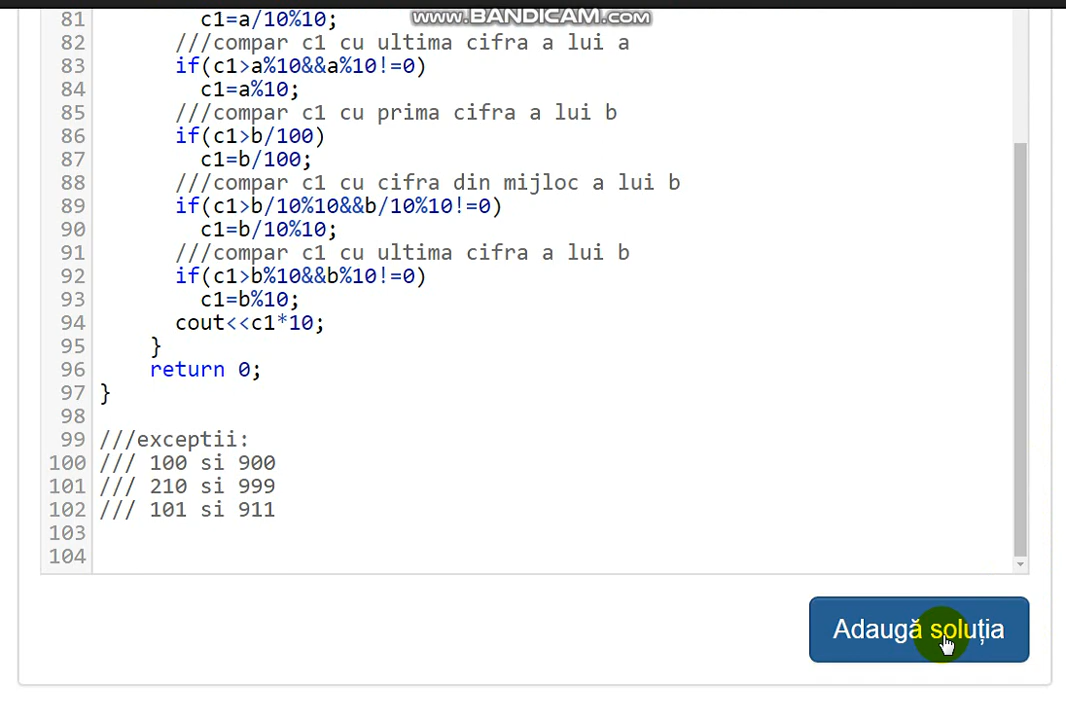 www.BANDICAM.com
81 c1=a/10%10;
82 ///compar c1 cu ultima cifra a lui a
83 if(c1>a%10&&a%10!=0)
84 c1=a%10;
85 ///compar c1 cu prima cifra a lui b
86 if(c1>b/100)
87 c1=b/100;
88 ///compar c1 cu cifra din mijloc a lui b
89 if(c1>b/10%10&&b/10%10!=0)
90 c1=b/10%10;
91 ///compar c1 cu ultima cifra a lui b
92 if(c1>b%10&&b%10!=0)
93 c1=b%10;
94 cout<<c1*10;
95 }
96 return 0;
97 }
98
99 ///exceptii:
100 /// 100 si 900
101 /// 210 si 999
102 /// 101 si 911
103
104
Adaugă soluția